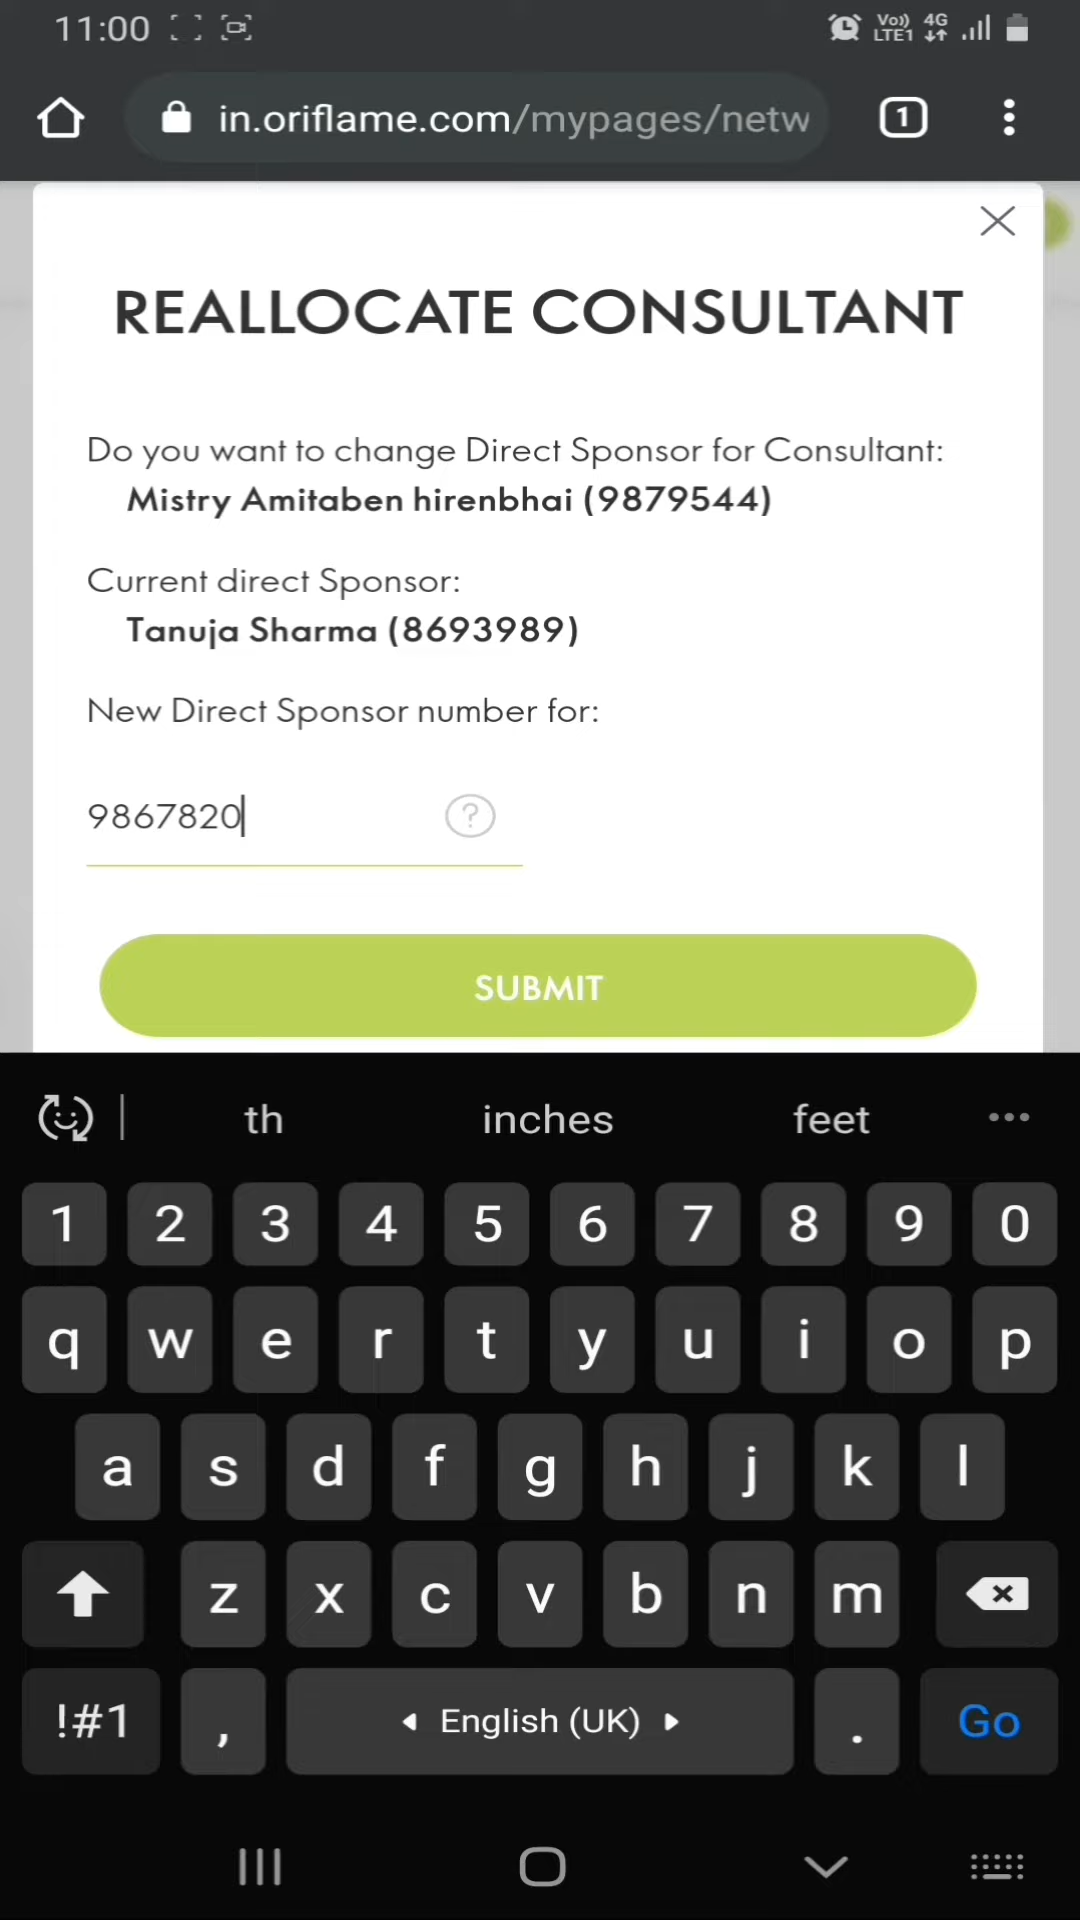 11:00
Vo)) 4G
LTE1
in.oriflame.com/mypages/netw
1
REALLOCATE CONSULTANT
Do you want to change Direct Sponsor for Consultant:
Mistry Amitaben hirenbhai (9879544)
Current direct Sponsor:
Tanuja Sharma (8693989)
New Direct Sponsor number for:
9867820
?
SUBMIT
th inches feet ...
1 2 3 4 5 6 7 8 9 0
q w e r t y u i o p
a s d f g h j k l
z x c v b n m
!#1 , English (UK) . Go